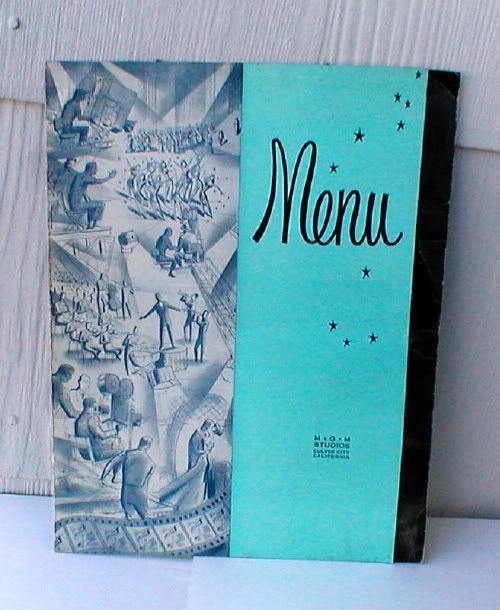 Menu
M • G • M
STUDIOS
CULVER CITY
CALIFORNIA